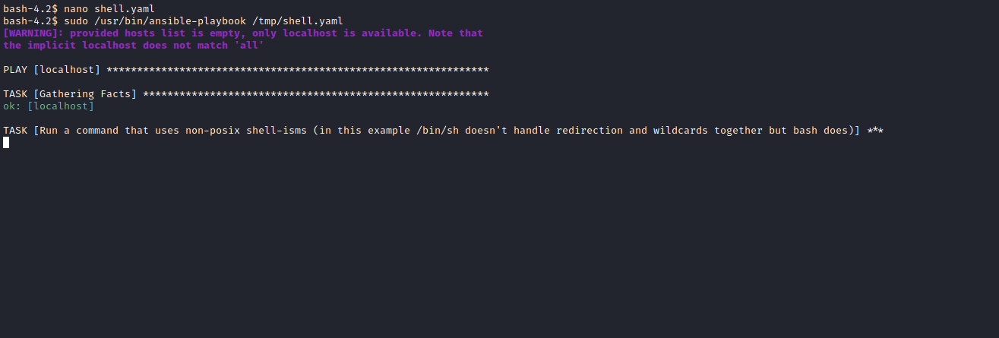 bash-4.2$ nano shell.yaml
bash-4.2$ sudo /usr/bin/ansible-playbook /tmp/shell.yaml
[WARNING]: provided hosts list is empty, only localhost is available. Note that
the implicit localhost does not match 'all'
PLAY [localhost] ***************************************************************
TASK [Gathering Facts] *********************************************************
ok: [localhost]
TASK [Run a command that uses non-posix shell-isms (in this example /bin/sh doesn't handle redirection and wildcards together but bash does)] ***